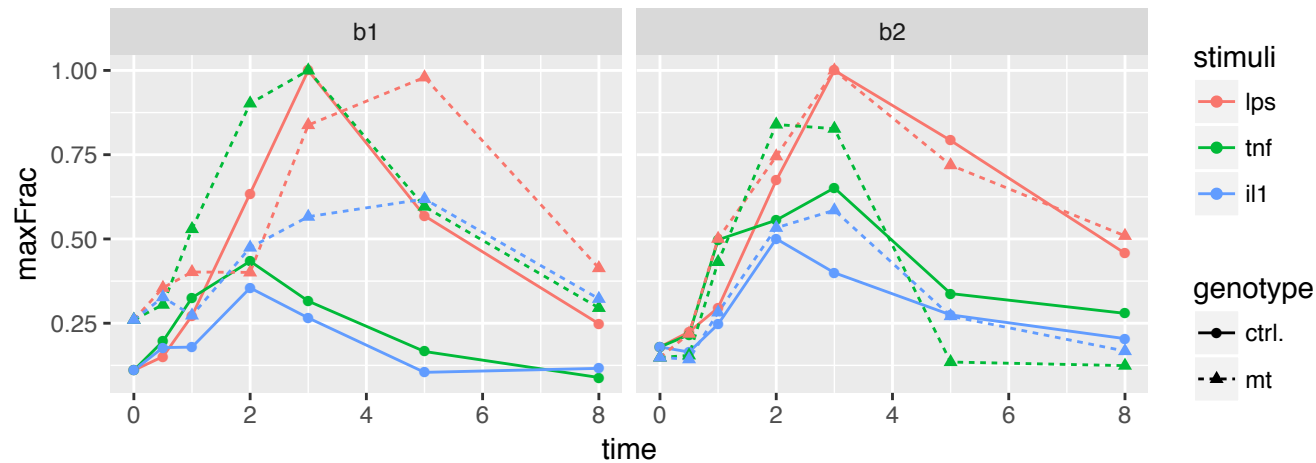 b1
b2
maxFrac
1.00
0.75
0.50
0.25
0 2 4 6 8
0 2 4 6 8
time
stimuli
lps
tnf
il1
genotype
ctrl.
mt